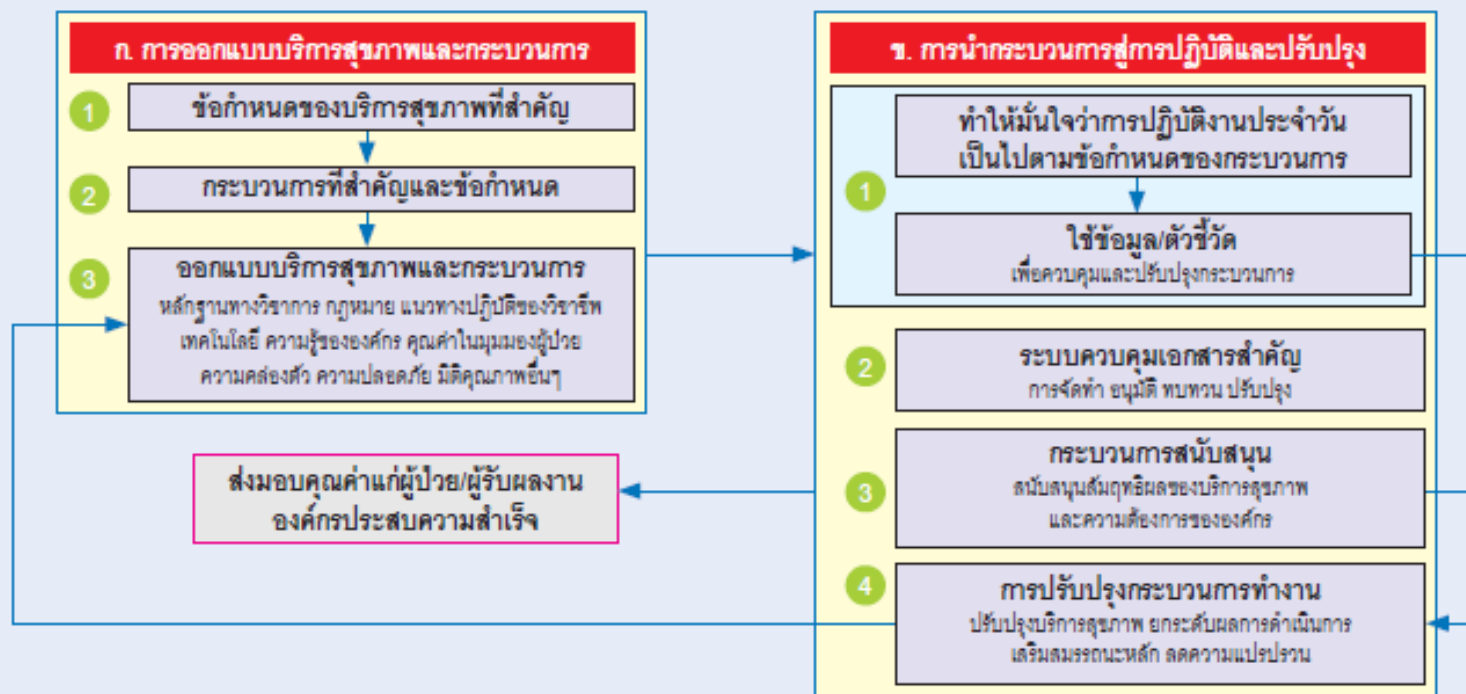 ก. การออกแบบบริการสุขภาพและกระบวนการ
1
ข้อกำหนดของบริการสุขภาพที่สำคัญ
2
กระบวนการที่สำคัญและข้อกำหนด
3
ออกแบบบริการสุขภาพและกระบวนการ
หลักฐานทางวิชาการ กฎหมาย แนวทางปฏิบัติของวิชาชีพ
เทคโนโลยี ความรู้ขององค์กร คุณค่าในมุมมองผู้ป่วย
ความคล่องตัว ความปลอดภัย มิติคุณภาพอื่นๆ
ส่งมอบคุณค่าแก่ผู้ป่วย/ผู้รับผลงาน
องค์กรประสบความสำเร็จ
ข. การนำกระบวนการสู่การปฏิบัติและปรับปรุง
1
ทำให้มั่นใจว่าการปฏิบัติงานประจำวัน
เป็นไปตามข้อกำหนดของกระบวนการ
ใช้ข้อมูล/ตัวชี้วัด
เพื่อควบคุมและปรับปรุงกระบวนการ
2
ระบบควบคุมเอกสารสำคัญ
การจัดทำ อนุมัติ ทบทวน ปรับปรุง
3
กระบวนการสนับสนุน
สนับสนุนสัมฤทธิผลของบริการสุขภาพ
และความต้องการขององค์กร
4
การปรับปรุงกระบวนการทำงาน
ปรับปรุงบริการสุขภาพ ยกระดับผลการดำเนินการ
เสริมสมรรถนะหลัก ลดความแปรปรวน